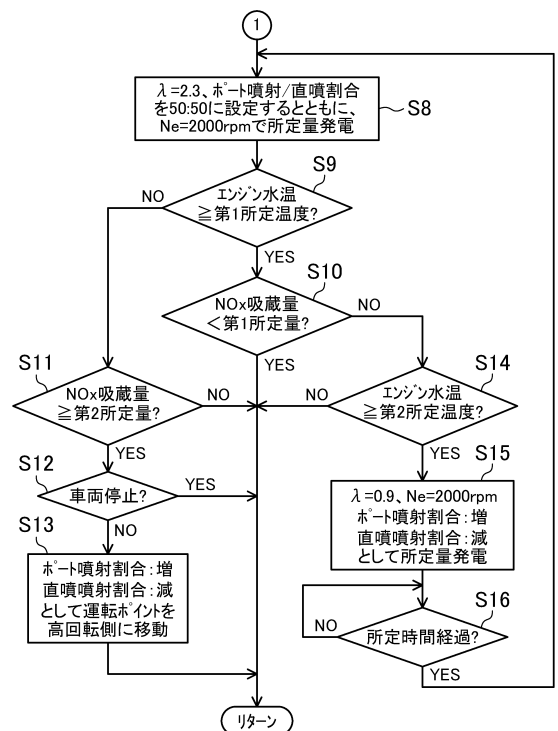 1
λ=2.3、ポート噴射/直噴割合
を50:50に設定するとともに、
Ne=2000rpmで所定量発電
S8
S9
エンジン水温
≧第1所定温度?
NO
YES
S10
NOx吸蔵量
<第1所定量?
NO
YES
S11
NOx吸蔵量
≧第2所定量?
NO
YES
S14
エンジン水温
≧第2所定温度?
NO
YES
S12
車両停止?
YES
NO
S15
λ=0.9、Ne=2000rpm
ポート噴射割合:増
直噴噴射割合:減
として所定量発電
S13
ポート噴射割合:増
直噴噴射割合:減
として運転ポイントを
高回転側に移動
S16
所定時間経過?
NO
YES
リターン